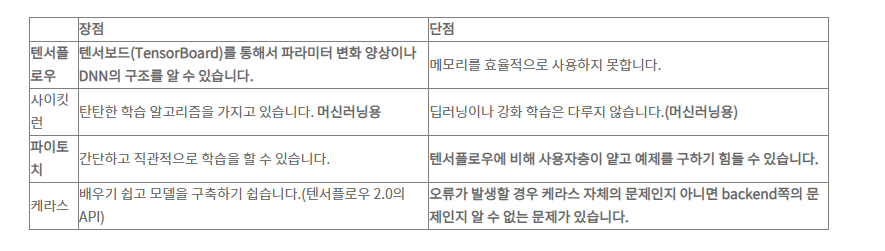 장점
단점
텐서플
로우
텐서보드(TensorBoard)를 통해서 파라미터 변화 양상이나
DNN의 구조를 알 수 있습니다.
메모리를 효율적으로 사용하지 못합니다.
사이킷
런
탄탄한 학습 알고리즘을 가지고 있습니다. 머신러닝용
딥러닝이나 강화 학습은 다루지 않습니다.(머신러닝용)
파이토
치
간단하고 직관적으로 학습을 할 수 있습니다.
텐서플로우에 비해 사용자층이 얕고 예제를 구하기 힘들 수 있습니다.
케라스
배우기 쉽고 모델을 구축하기 쉽습니다.(텐서플로우 2.0의
API)
오류가 발생할 경우 케라스 자체의 문제인지 아니면 backend쪽의 문
제인지 알 수 없는 문제가 있습니다.